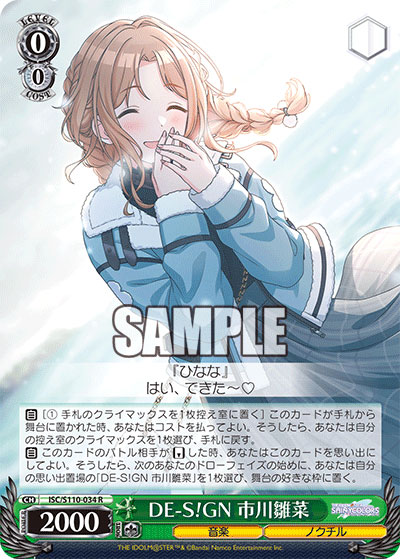 LEVEL
0
0
COST
SAMPLE
『ひなな』
はい、できた～♡
自［① 手札のクライマックスを1枚控え室に置く］このカードが手札から
舞台に置かれた時、あなたはコストを払ってよい。そうしたら、あなたは自
分の控え室のクライマックスを1枚選び、手札に戻す。
自 このカードのバトル相手が した時、あなたはこのカードを思い出に
してよい。そうしたら、次のあなたのドローフェイズの始めに、あなたは自分
の思い出置場の「DE-S!GN 市川雛菜」を1枚選び、舞台の好きな枠に置く。
CH ISC/S110-034 R
POWER
2000
DE-S!GN 市川雛菜
SHINYCOLORS
音楽
ノクチル
THE IDOLM@STER™& ©Bandai Namco Entertainment Inc.